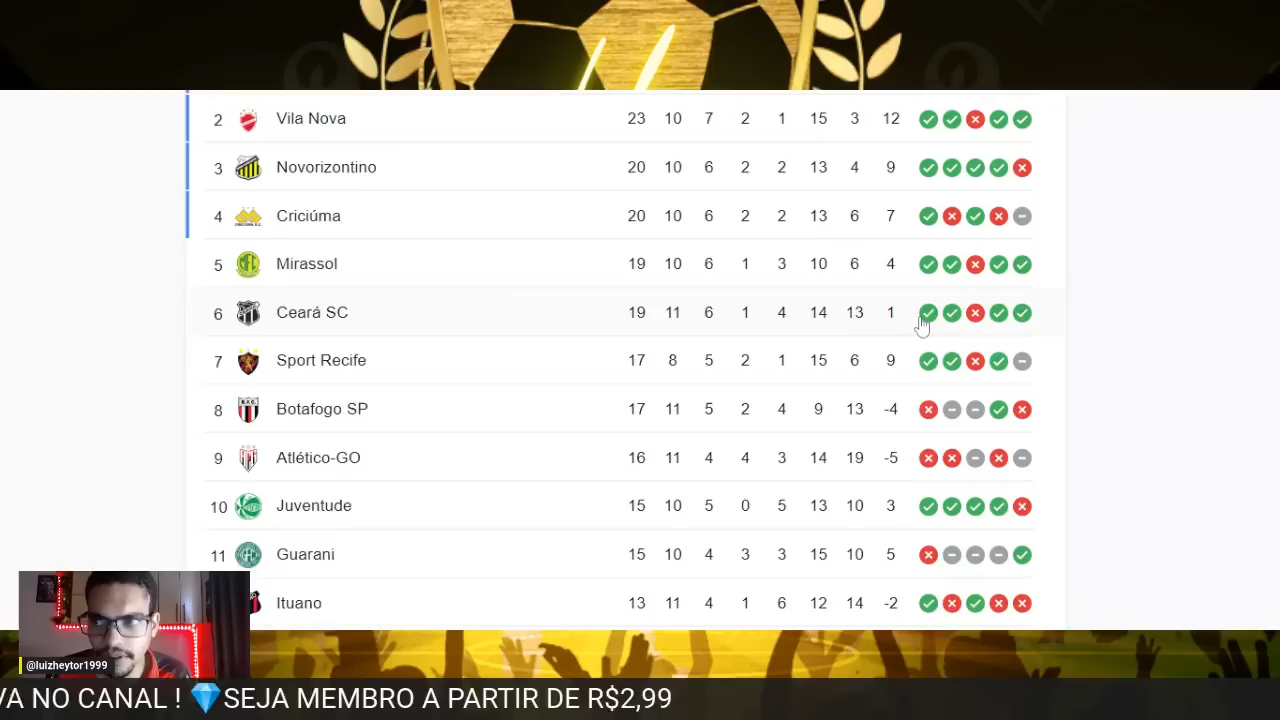 2 Vila Nova 23 10 7 2 1 15 3 12
3 Novorizontino 20 10 6 2 2 13 4 9
4 Criciúma 20 10 6 2 2 13 6 7
5 Mirassol 19 10 6 1 3 10 6 4
6 Ceará SC 19 11 6 1 4 14 13 1
7 Sport Recife 17 8 5 2 1 15 6 9
8 Botafogo SP 17 11 5 2 4 9 13 -4
9 Atlético-GO 16 11 4 4 3 14 19 -5
10 Juventude 15 10 5 0 5 13 10 3
11 Guarani 15 10 4 3 3 15 10 5
Ituano 13 11 4 1 6 12 14 -2
@luizheytor1999
VA NO CANAL ! 💎SEJA MEMBRO A PARTIR DE R$2,99